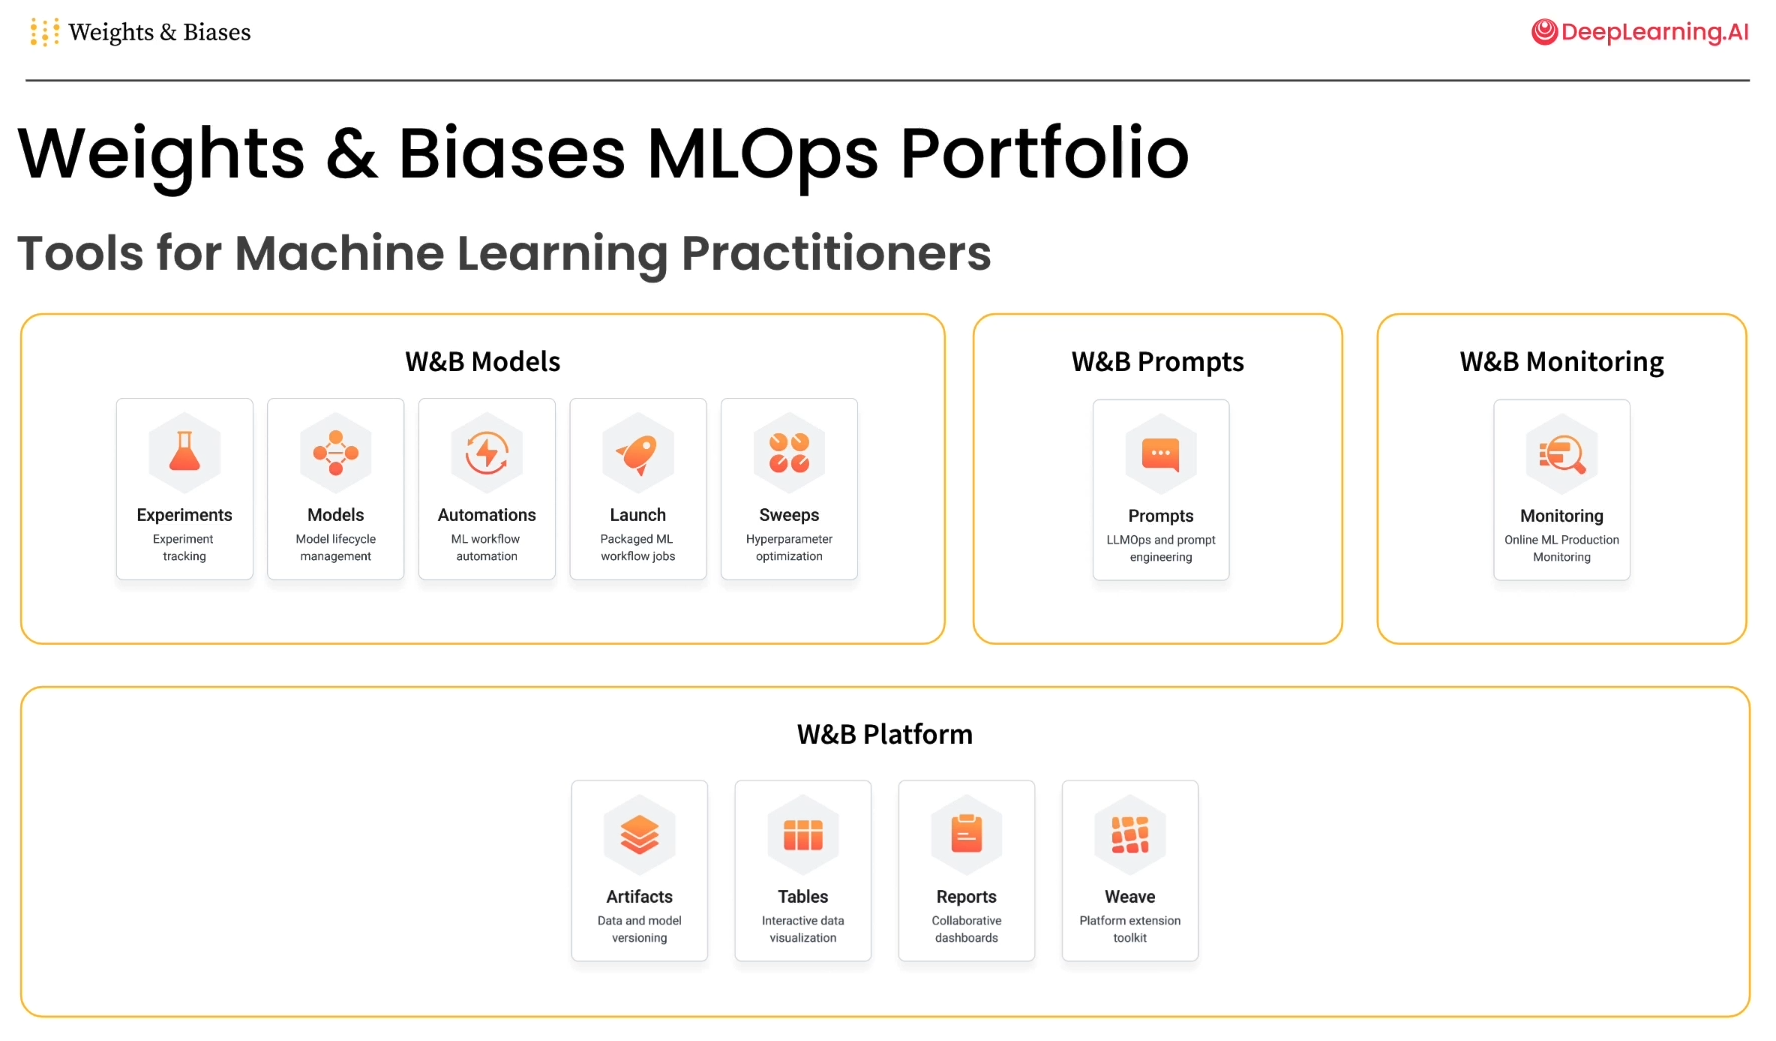 Weights & Biases
DeepLearning.AI
Weights & Biases MLOps Portfolio
Tools for Machine Learning Practitioners
W&B Models
Experiments
Experiment
tracking
Models
Model lifecycle
management
Automations
ML workflow
automation
Launch
Packaged ML
workflow jobs
Sweeps
Hyperparameter
optimization
W&B Prompts
Prompts
LLMOps and prompt
engineering
W&B Monitoring
Monitoring
Online ML Production
Monitoring
W&B Platform
Artifacts
Data and model
versioning
Tables
Interactive data
visualization
Reports
Collaborative
dashboards
Weave
Platform extension
toolkit